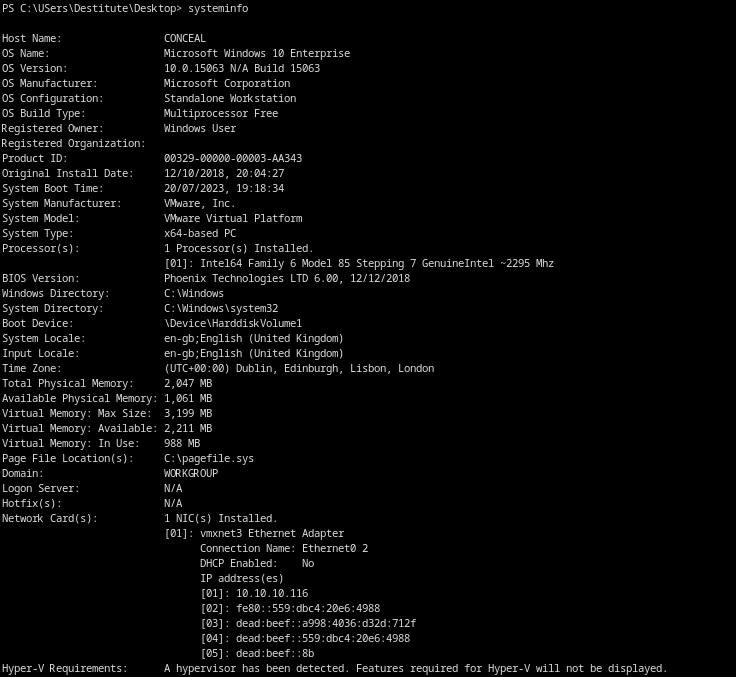 PS C:\USers\Destitute\Desktop> systeminfo
Host Name: CONCEAL
OS Name: Microsoft Windows 10 Enterprise
OS Version: 10.0.15063 N/A Build 15063
OS Manufacturer: Microsoft Corporation
OS Configuration: Standalone Workstation
OS Build Type: Multiprocessor Free
Registered Owner: Windows User
Registered Organization:
Product ID: 00329-00000-00003-AA343
Original Install Date: 12/10/2018, 20:04:27
System Boot Time: 20/07/2023, 19:18:34
System Manufacturer: VMware, Inc.
System Model: VMware Virtual Platform
System Type: x64-based PC
Processor(s): 1 Processor(s) Installed.
[01]: Intel64 Family 6 Model 85 Stepping 7 GenuineIntel ~2295 Mhz
BIOS Version: Phoenix Technologies LTD 6.00, 12/12/2018
Windows Directory: C:\Windows
System Directory: C:\Windows\system32
Boot Device: \Device\HarddiskVolume1
System Locale: en-gb;English (United Kingdom)
Input Locale: en-gb;English (United Kingdom)
Time Zone: (UTC+00:00) Dublin, Edinburgh, Lisbon, London
Total Physical Memory: 2,047 MB
Available Physical Memory: 1,061 MB
Virtual Memory: Max Size: 3,199 MB
Virtual Memory: Available: 2,211 MB
Virtual Memory: In Use: 988 MB
Page File Location(s): C:\pagefile.sys
Domain: WORKGROUP
Logon Server: N/A
Hotfix(s): N/A
Network Card(s): 1 NIC(s) Installed.
[01]: vmxnet3 Ethernet Adapter
Connection Name: Ethernet0 2
DHCP Enabled: No
IP address(es)
[01]: 10.10.10.116
[02]: fe80::559:dbc4:20e6:4988
[03]: dead:beef::a998:4036:d32d:712f
[04]: dead:beef::559:dbc4:20e6:4988
[05]: dead:beef::8b
Hyper-V Requirements: A hypervisor has been detected. Features required for Hyper-V will not be displayed.